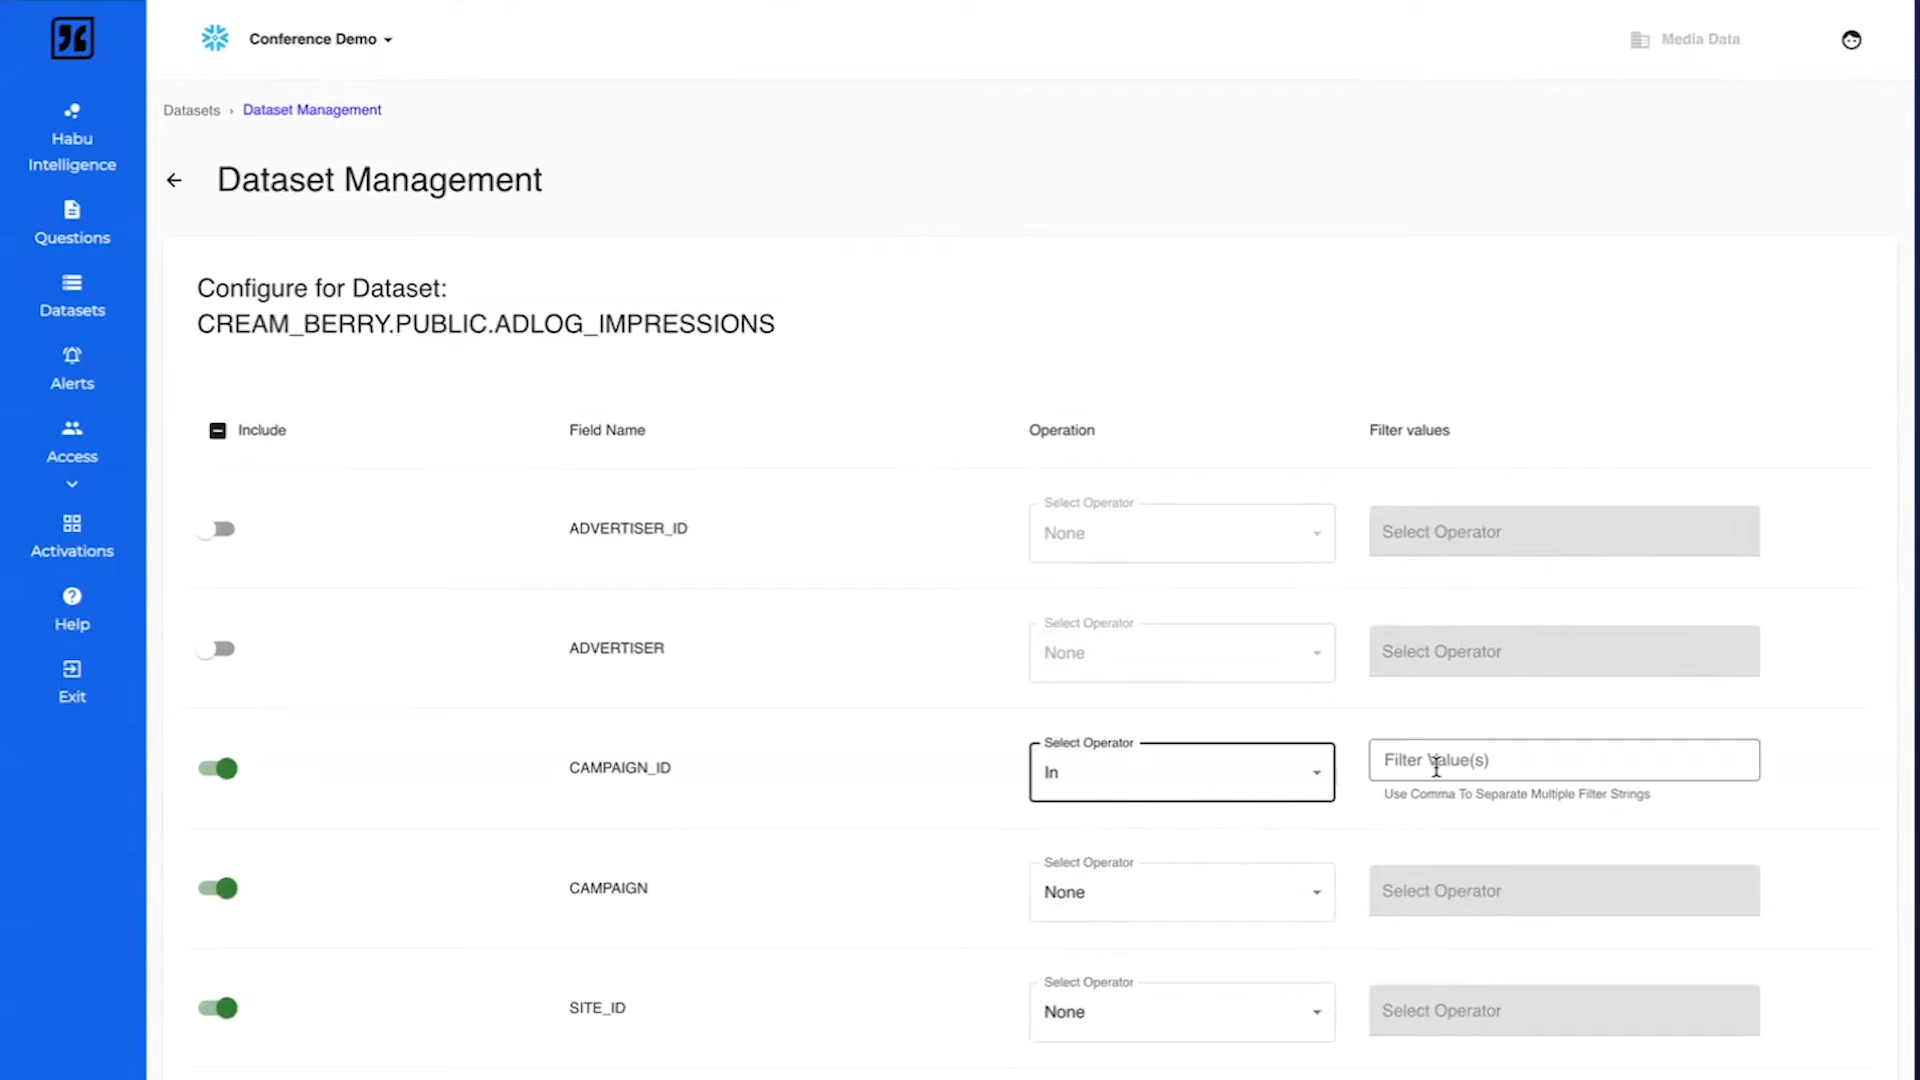 Conference Demo
Media Data
Habu
Intelligence
Questions
Datasets
Alerts
Access
Activations
Help
Exit
Datasets › Dataset Management
Dataset Management
Configure for Dataset:
CREAM_BERRY.PUBLIC.ADLOG_IMPRESSIONS
Include Field Name Operation Filter values
Select Operator
ADVERTISER_ID None Select Operator
Select Operator
ADVERTISER None Select Operator
Select Operator
CAMPAIGN_ID In Filter Value(s)
Use Comma To Separate Multiple Filter Strings
Select Operator
CAMPAIGN None Select Operator
Select Operator
SITE_ID None Select Operator